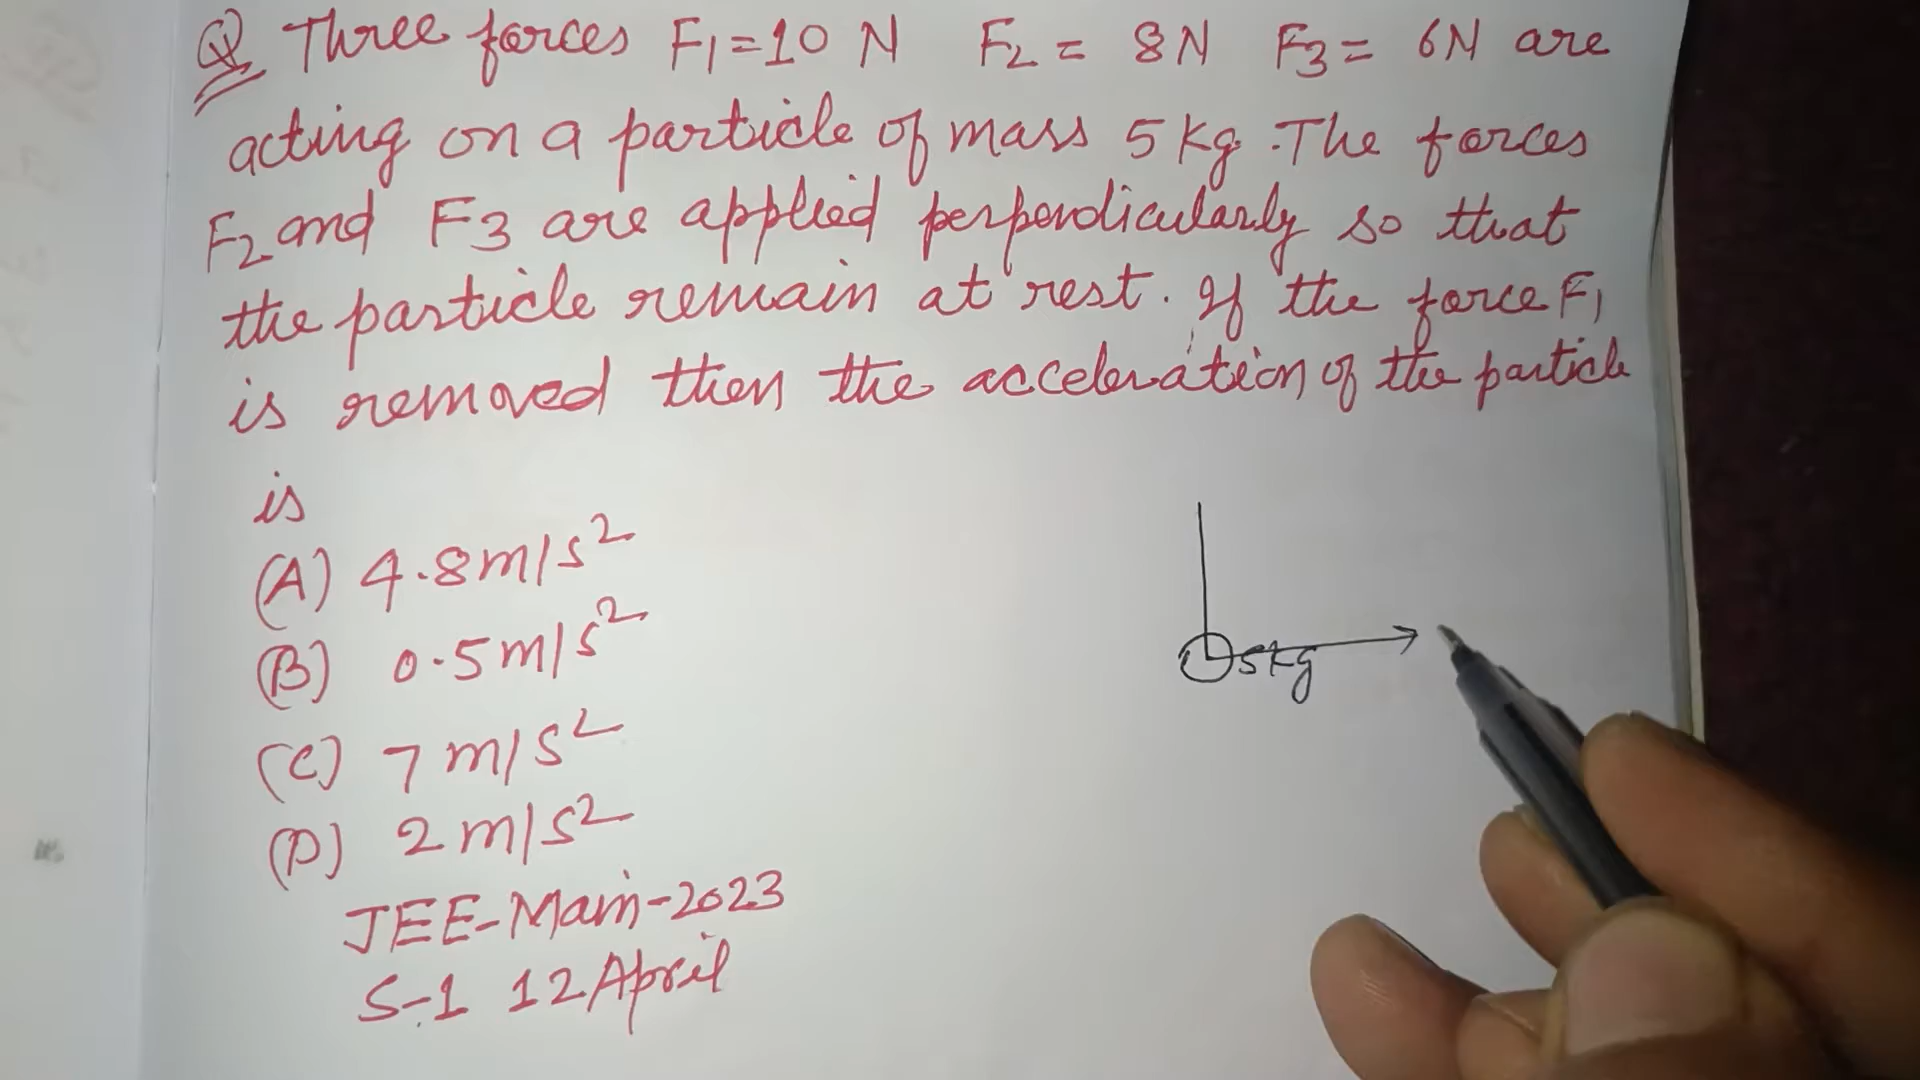 Q Three forces F1=10 N F2= 8N F3= 6N are
acting on a particle of mass 5 kg. The forces
F2 and F3 are applied perpendicularly so that
the particle remain at rest. If the force F1
is removed then the acceleration of the particle
is
(A) 4.8m/s²
(B) 0.5m/s²
(C) 7 m/s²
(D) 2 m/s²
JEE-Main-2023
S-1 12 April
5kg